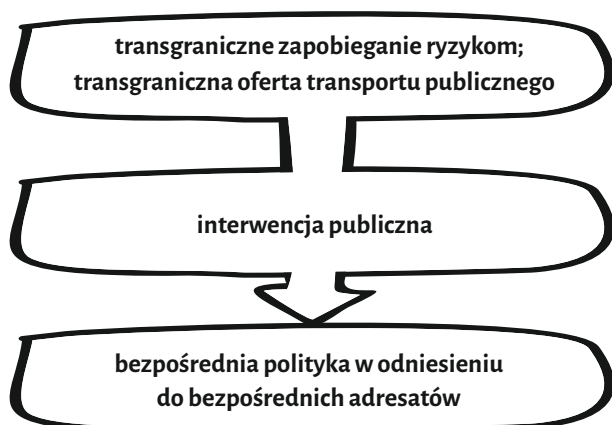 transgraniczne zapobieganie ryzykom;
transgraniczna oferta transportu publicznego
interwencja publiczna
bezpośrednia polityka w odniesieniu
do bezpośrednich adresatów